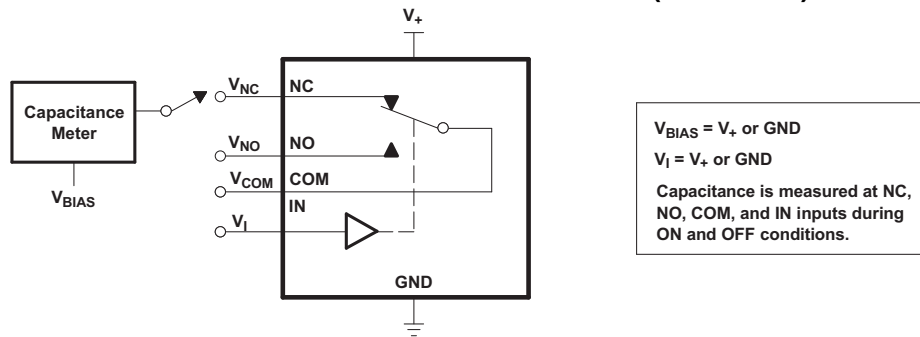 V+
Capacitance
Meter
VBIAS
VNC
NC
VNO
NO
VCOM
COM
IN
VI
GND
VBIAS = V+ or GND
VI = V+ or GND
Capacitance is measured at NC,
NO, COM, and IN inputs during
ON and OFF conditions.